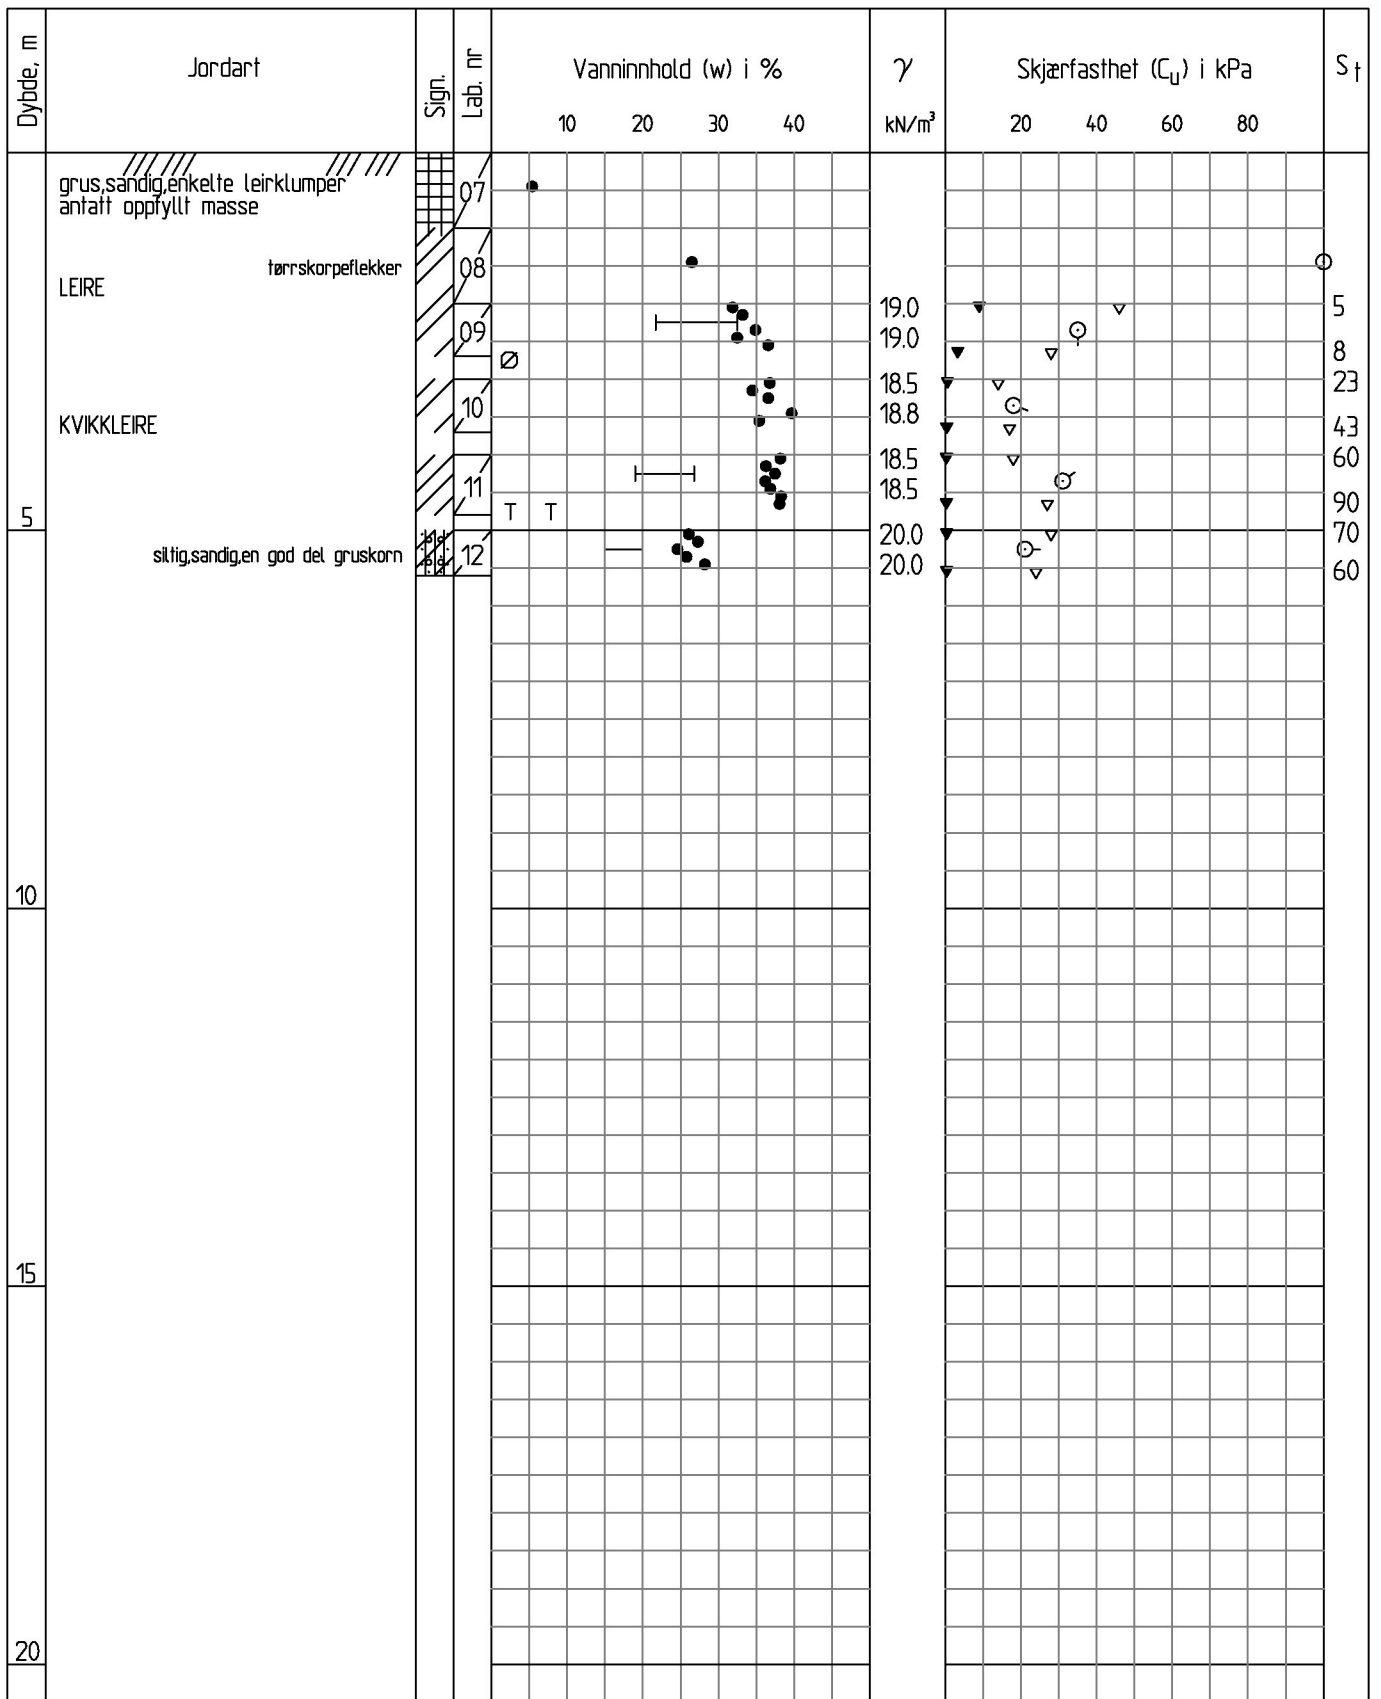 Dybde, m
Jordart
Sign.
Lab. nr
Vanninnhold (w) i %
10 20 30 40
γ
kN/m³
Skjærfasthet (Cu) i kPa
20 40 60 80
St
grus,sandig,enkelte leirklumper
antatt oppfyllt masse
07
tørrskorpeflekker
08
LEIRE
19.0
5
09
19.0
8
18.5
23
10
18.8
KVIKKLEIRE
43
18.5
60
11
18.5
90
T T
5
20.0
70
siltig,sandig,en god del gruskorn
12
20.0
60
10
15
20